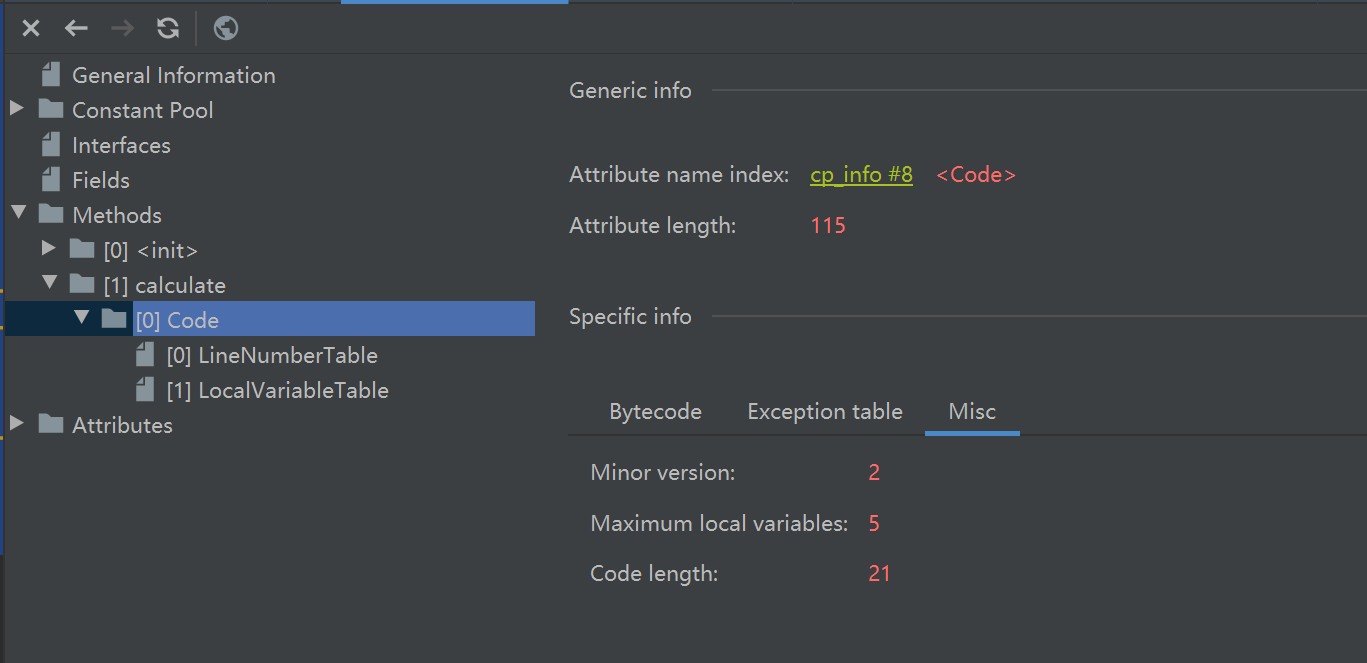 General Information
Constant Pool
Interfaces
Fields
Methods
[0] <init>
[1] calculate
[0] Code
[0] LineNumberTable
[1] LocalVariableTable
Attributes
Generic info
Attribute name index: cp_info #8 <Code>
Attribute length: 115
Specific info
Bytecode Exception table Misc
Minor version: 2
Maximum local variables: 5
Code length: 21